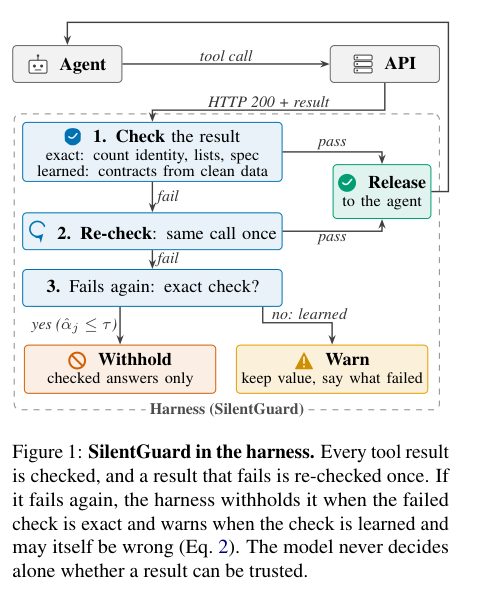 Agent
tool call
API
HTTP 200 + result
1. Check the result
exact: count identity, lists, spec
learned: contracts from clean data
pass
Release
to the agent
fail
2. Re-check: same call once
pass
fail
3. Fails again: exact check?
yes (α̂ⱼ ≤ τ)
no: learned
Withhold
checked answers only
Warn
keep value, say what failed
Harness (SilentGuard)
Figure 1: SilentGuard in the harness. Every tool result
is checked, and a result that fails is re-checked once. If
it fails again, the harness withholds it when the failed
check is exact and warns when the check is learned and
may itself be wrong (Eq. 2). The model never decides
alone whether a result can be trusted.